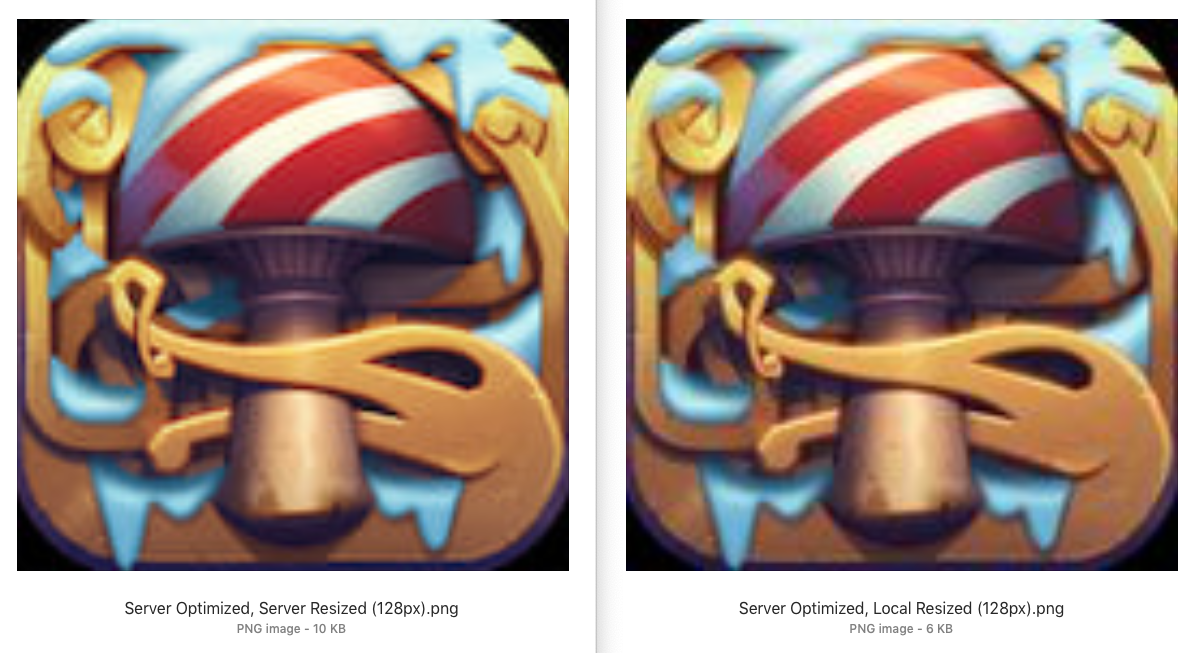 Server Optimized, Server Resized (128px).png
PNG image - 10 KB
Server Optimized, Local Resized (128px).png
PNG image - 6 KB